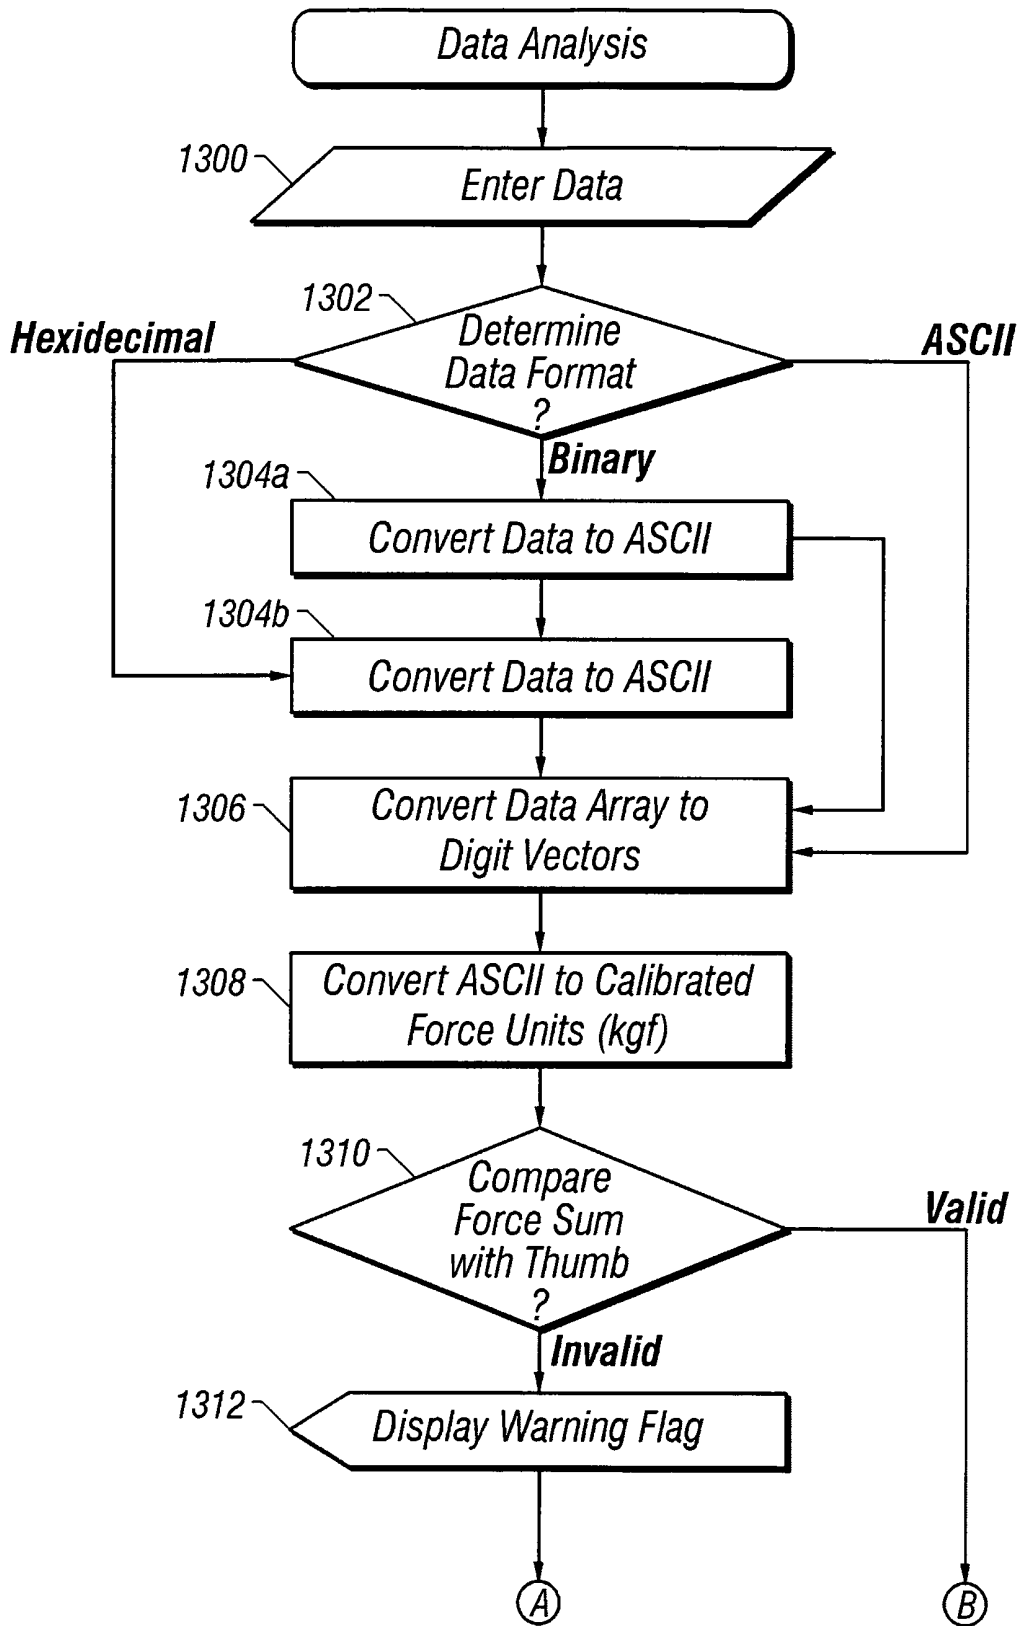 Data Analysis
1300
Enter Data
1302
Hexidecimal
Determine
Data Format
?
ASCII
Binary
1304a
Convert Data to ASCII
1304b
Convert Data to ASCII
1306
Convert Data Array to
Digit Vectors
1308
Convert ASCII to Calibrated
Force Units (kgf)
1310
Compare
Force Sum
with Thumb
?
Valid
Invalid
1312
Display Warning Flag
A
B